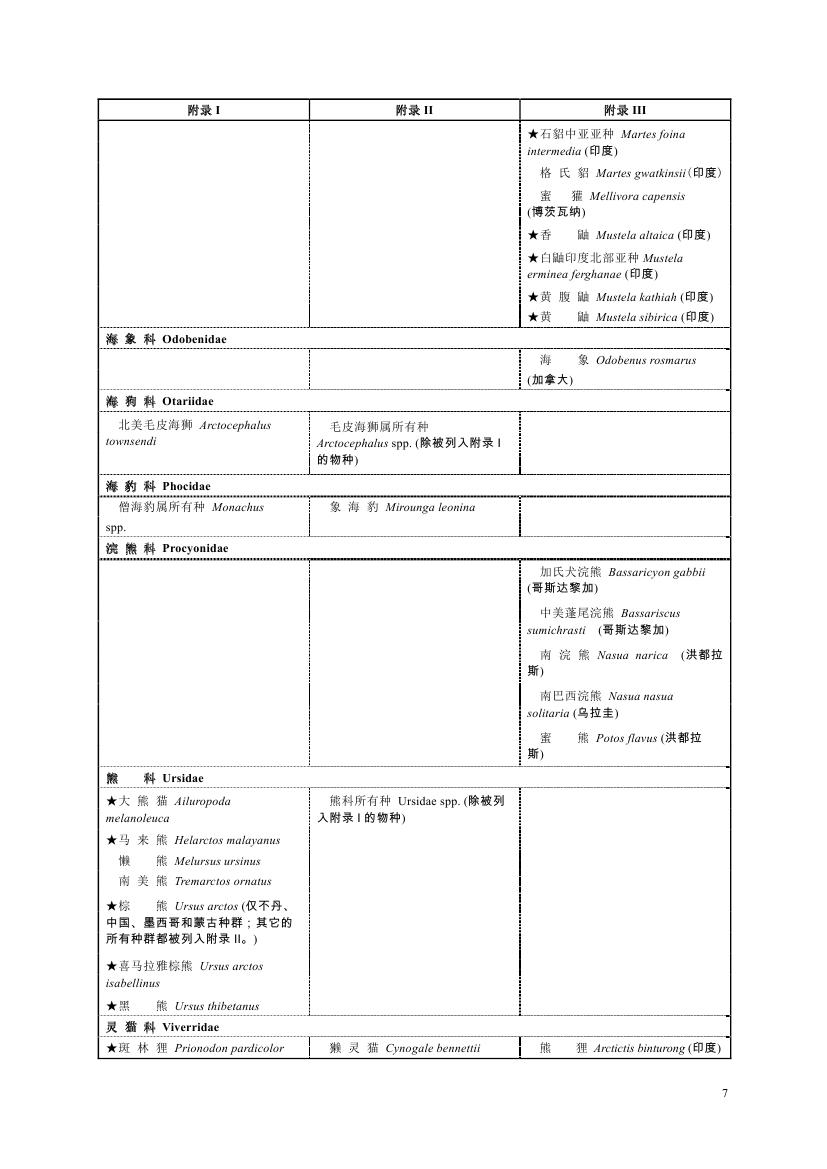 附录 I 附录 II 附录 III
★石貂中亚亚种 Martes foina
intermedia (印度)
格 氏 貂 Martes gwatkinsii（印度）
蜜 獾 Mellivora capensis
(博茨瓦纳)
★香 鼬 Mustela altaica (印度)
★白鼬印度北部亚种 Mustela
erminea ferghanae (印度)
★黄 腹 鼬 Mustela kathiah (印度)
★黄 鼬 Mustela sibirica (印度)
海 象 科 Odobenidae
海 象 Odobenus rosmarus
(加拿大)
海 狗 科 Otariidae
北美毛皮海狮 Arctocephalus
townsendi
毛皮海狮属所有种
Arctocephalus spp. (除被列入附录 I
的物种)
海 豹 科 Phocidae
僧海豹属所有种 Monachus
spp.
象 海 豹 Mirounga leonina
浣 熊 科 Procyonidae
加氏犬浣熊 Bassaricyon gabbii
(哥斯达黎加)
中美蓬尾浣熊 Bassariscus
sumichrasti (哥斯达黎加)
南 浣 熊 Nasua narica (洪都拉
斯)
南巴西浣熊 Nasua nasua
solitaria (乌拉圭)
蜜 熊 Potos flavus (洪都拉
斯)
熊 科 Ursidae
★大 熊 猫 Ailuropoda
melanoleuca
★马 来 熊 Helarctos malayanus
懒 熊 Melursus ursinus
南 美 熊 Tremarctos ornatus
★棕 熊 Ursus arctos (仅不丹、
中国、墨西哥和蒙古种群；其它的
所有种群都被列入附录 II。)
★喜马拉雅棕熊 Ursus arctos
isabellinus
★黑 熊 Ursus thibetanus
熊科所有种 Ursidae spp. (除被列
入附录 I 的物种)
灵 猫 科 Viverridae
★斑 林 狸 Prionodon pardicolor 獭 灵 猫 Cynogale bennettii 熊 狸 Arctictis binturong (印度)
7